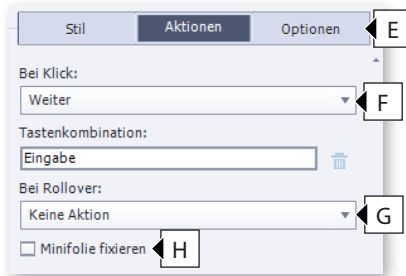 Stil Aktionen Optionen E
Bei Klick:
Weiter F
Tastenkombination:
Eingabe
Bei Rollover:
Keine Aktion G
Minifolie fixieren H